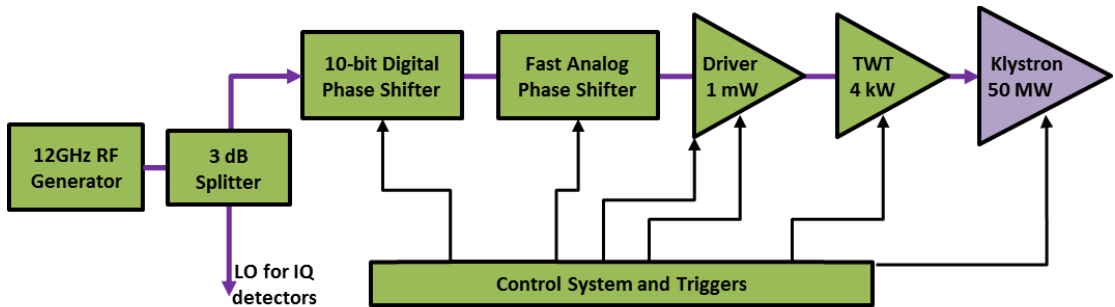 10-bit Digital
Phase Shifter
Fast Analog
Phase Shifter
Driver
1 mW
TWT
4 kW
Klystron
50 MW
12GHz RF
Generator
3 dB
Splitter
LO for IQ
detectors
Control System and Triggers